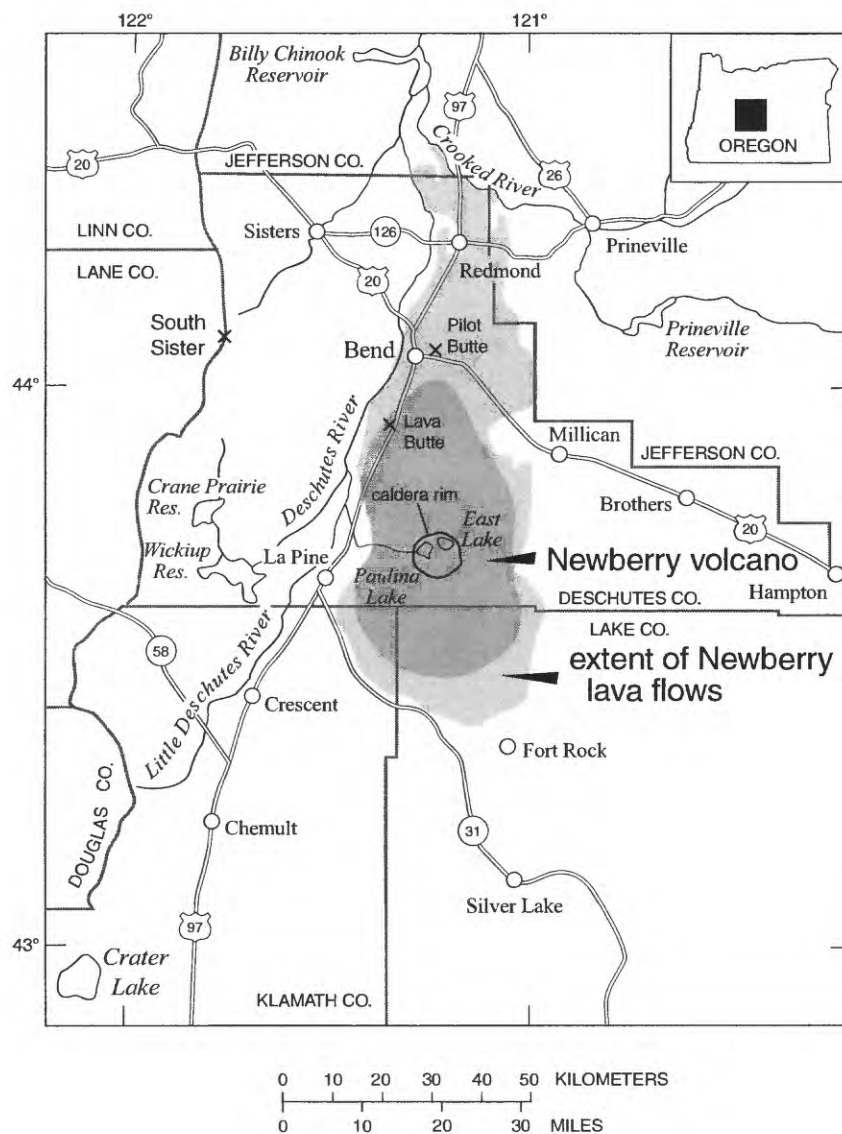 122°
121°
Billy Chinook
Reservoir
97
26
OREGON
20
JEFFERSON CO.
Crooked River
LINN CO.
LANE CO.
Sisters
126
Redmond
Prineville
20
South
Sister
Pilot
Butte
Bend
Prineville
Reservoir
44°
Lava
Butte
Deschutes River
Millican
JEFFERSON CO.
Crane Prairie
Res.
caldera rim
East
Lake
Brothers
20
Wickiup
Res.
La Pine
Newberry volcano
Paulina
Lake
Hampton
DESCHUTES CO.
LAKE CO.
58
Little Deschutes River
extent of Newberry
lava flows
Crescent
Fort Rock
DOUGLAS CO.
Chemult
31
Silver Lake
97
43°
Crater
Lake
KLAMATH CO.
0 10 20 30 40 50 KILOMETERS
0 10 20 30 MILES